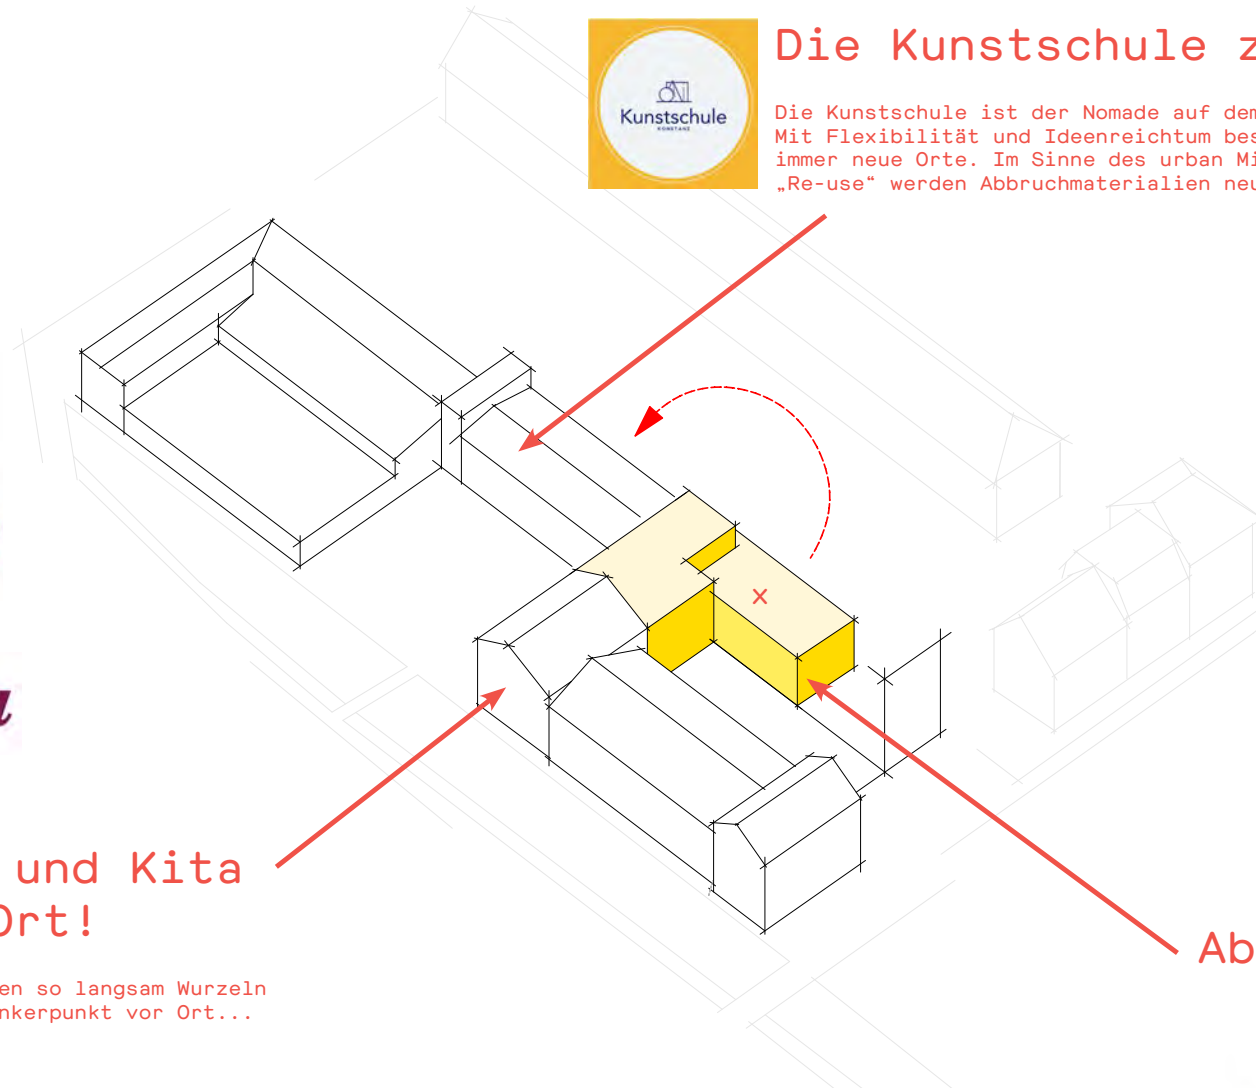 Die Kunstschule z
Kunstschule
KONSTANZ
Die Kunstschule ist der Nomade auf dem
Mit Flexibilität und Ideenreichtum bes
immer neue Orte. Im Sinne des urban Mi
„Re-use“ werden Abbruchmaterialien neu
x
und Kita
Ort!
en so langsam Wurzeln
nkerpunkt vor Ort...
Ab